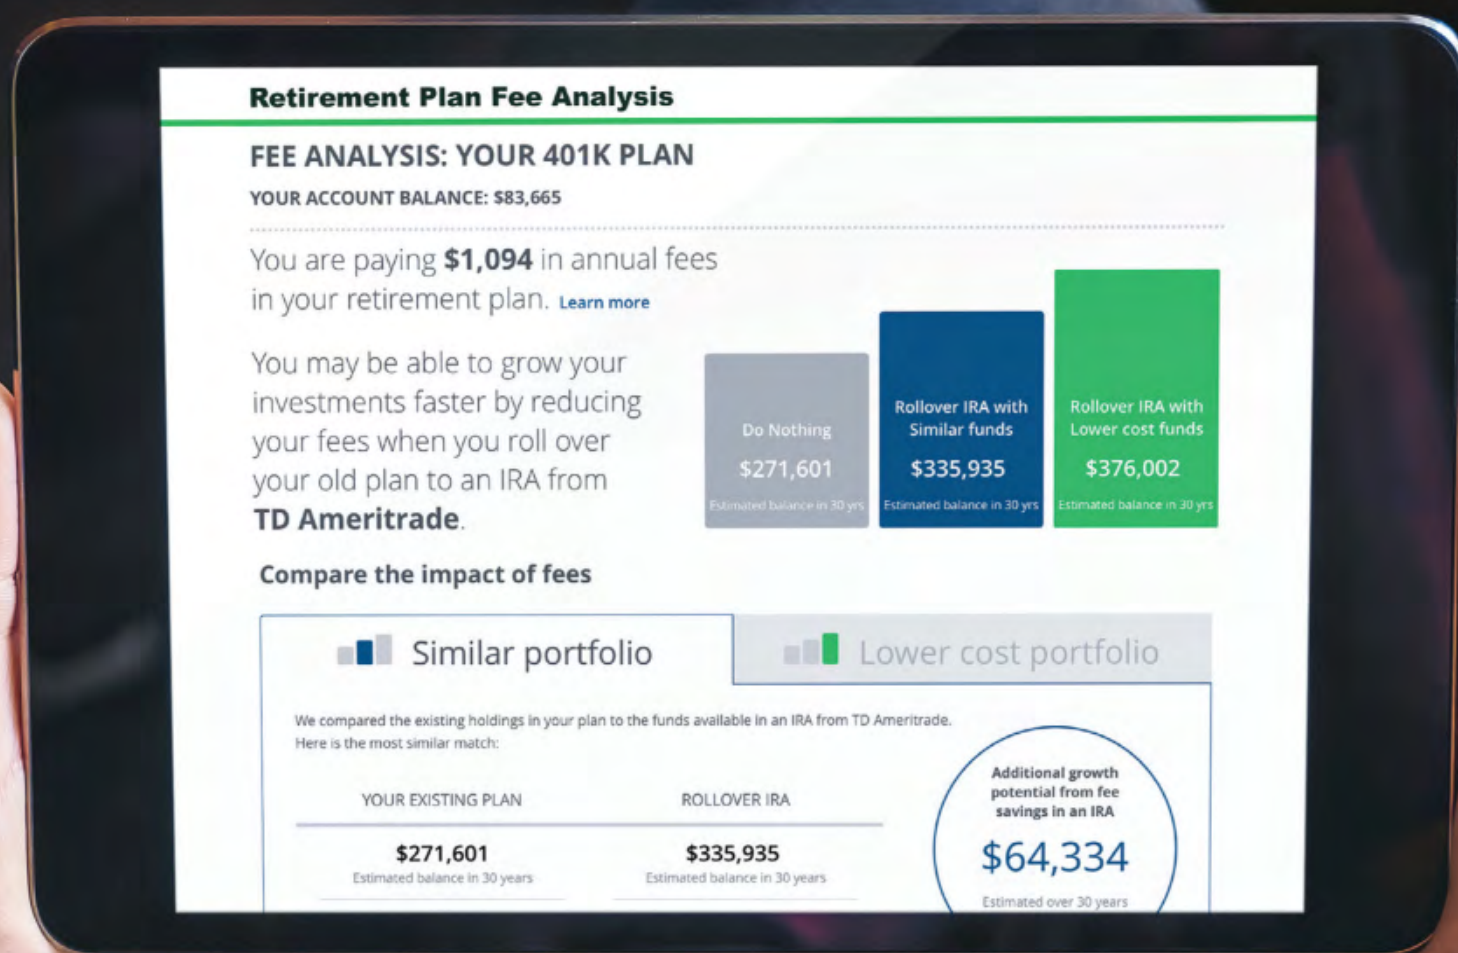 Retirement Plan Fee Analysis
FEE ANALYSIS: YOUR 401K PLAN
YOUR ACCOUNT BALANCE: $83,665
You are paying $1,094 in annual fees
in your retirement plan. Learn more
You may be able to grow your
investments faster by reducing
your fees when you roll over
your old plan to an IRA from
TD Ameritrade.
Do Nothing
$271,601
Estimated balance in 30 yrs
Rollover IRA with
Similar funds
$335,935
Estimated balance in 30 yrs
Rollover IRA with
Lower cost funds
$376,002
Estimated balance in 30 yrs
Compare the impact of fees
Similar portfolio
Lower cost portfolio
We compared the existing holdings in your plan to the funds available in an IRA from TD Ameritrade.
Here is the most similar match:
YOUR EXISTING PLAN
$271,601
Estimated balance in 30 years
ROLLOVER IRA
$335,935
Estimated balance in 30 years
Additional growth
potential from fee
savings in an IRA
$64,334
Estimated over 30 years